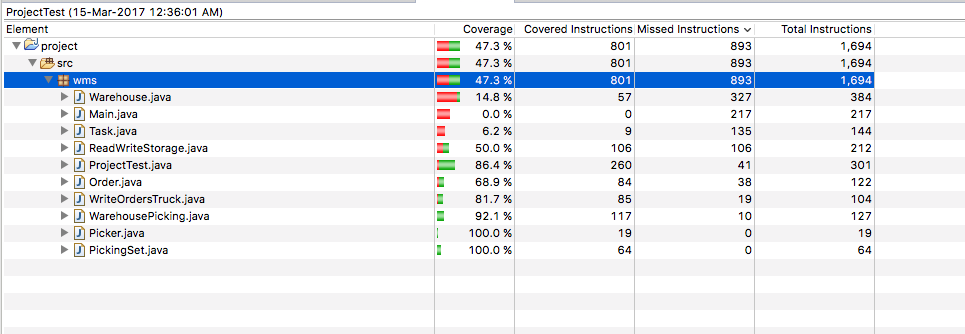 ProjectTest (15-Mar-2017 12:36:01 AM)
Element Coverage Covered Instructions Missed Instructions Total Instructions
project 47.3 % 801 893 1,694
src 47.3 % 801 893 1,694
wms 47.3 % 801 893 1,694
Warehouse.java 14.8 % 57 327 384
Main.java 0.0 % 0 217 217
Task.java 6.2 % 9 135 144
ReadWriteStorage.java 50.0 % 106 106 212
ProjectTest.java 86.4 % 260 41 301
Order.java 68.9 % 84 38 122
WriteOrdersTruck.java 81.7 % 85 19 104
WarehousePicking.java 92.1 % 117 10 127
Picker.java 100.0 % 19 0 19
PickingSet.java 100.0 % 64 0 64